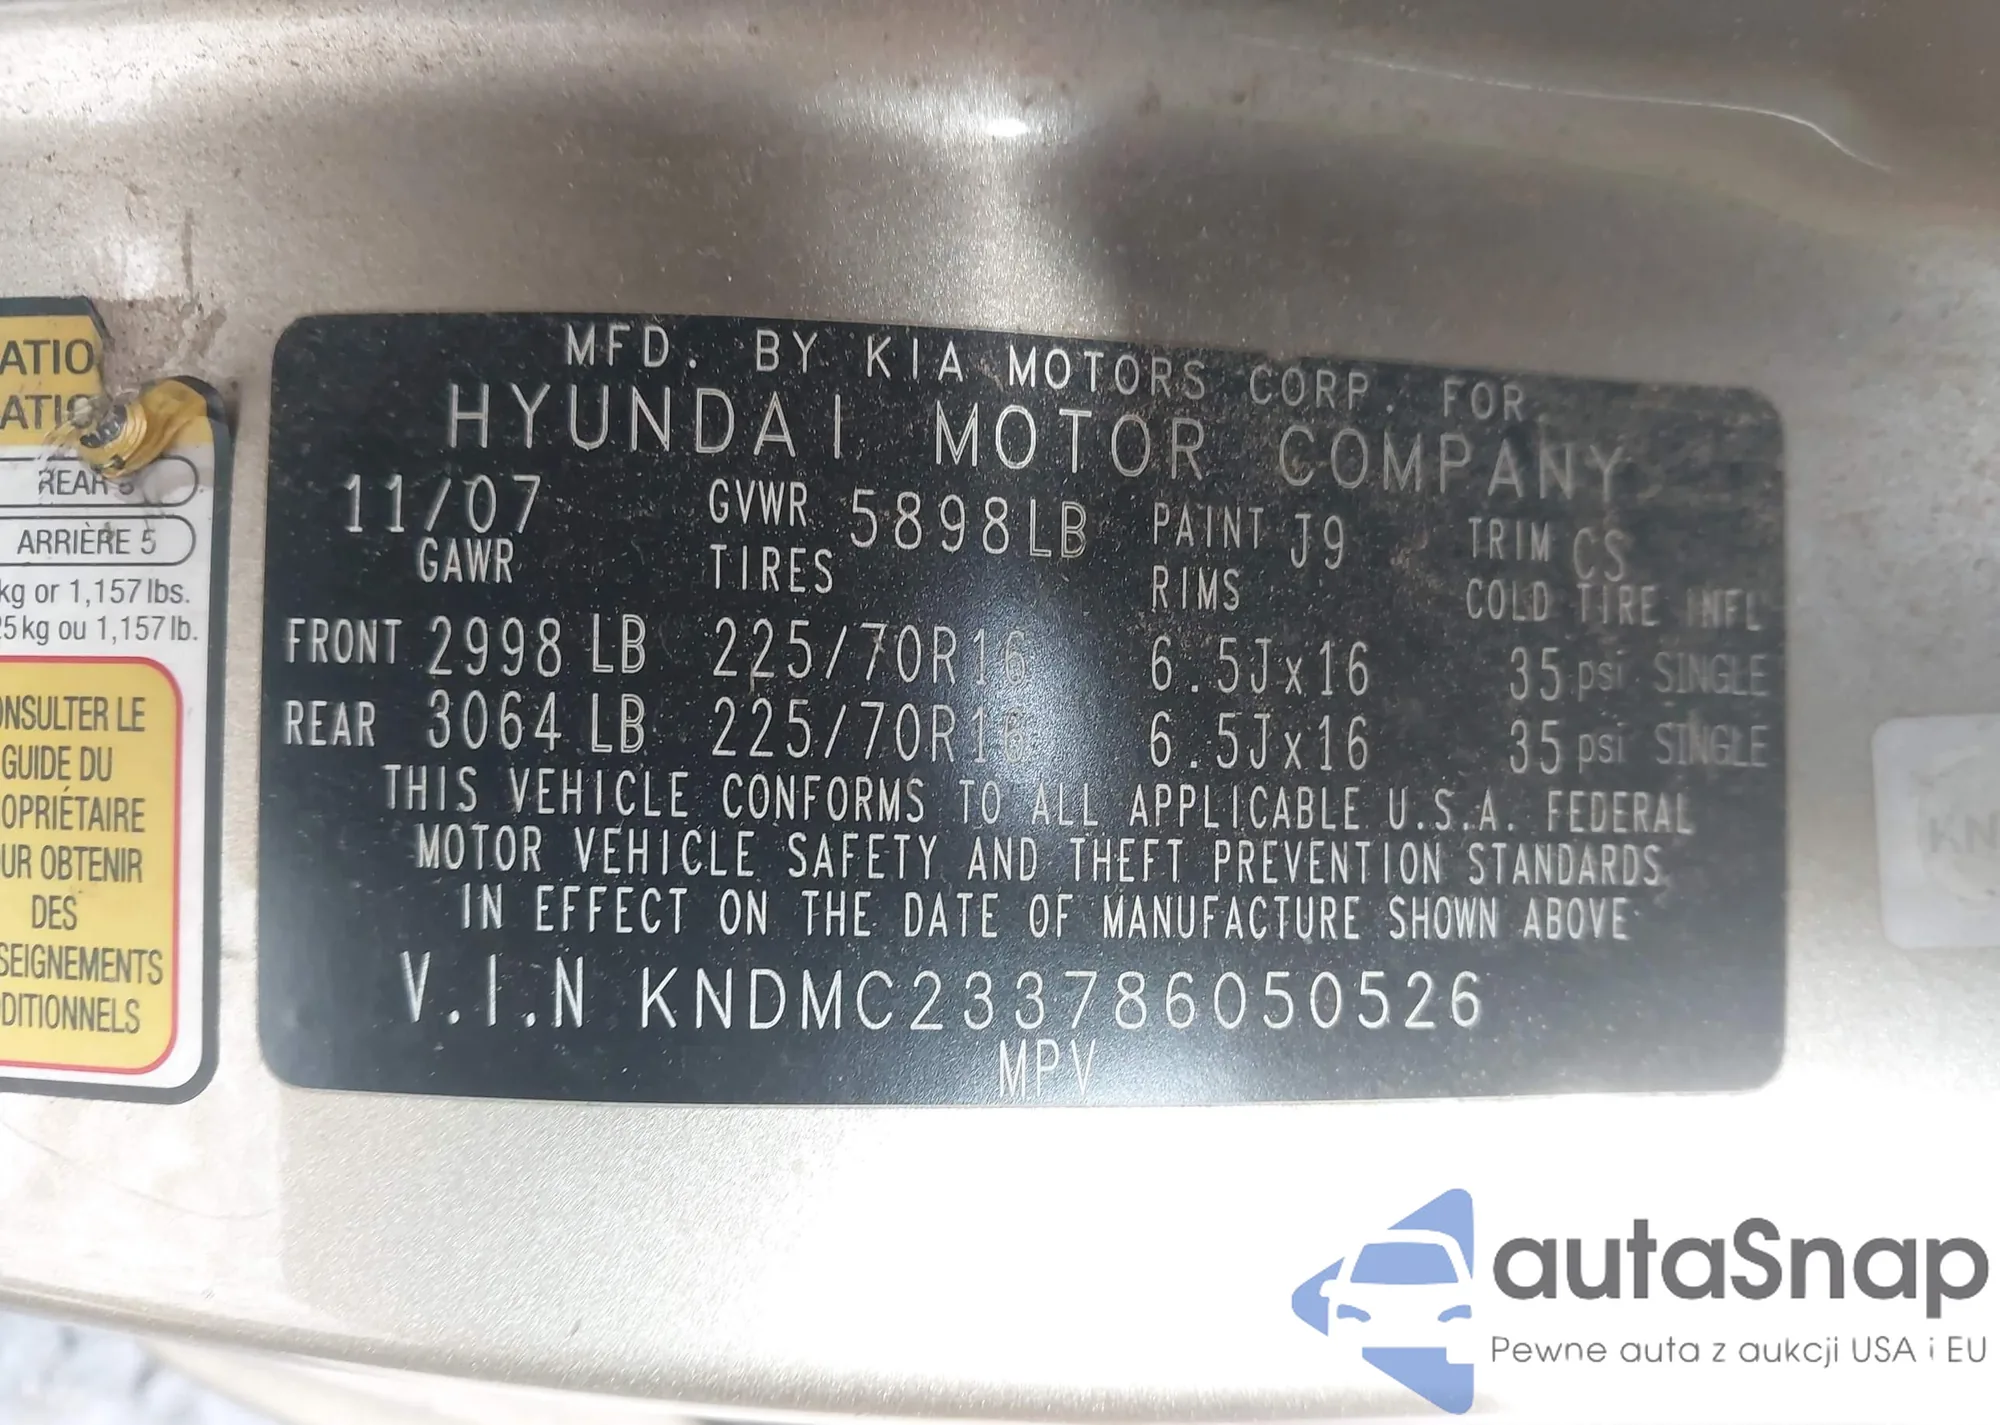 MFD. BY KIA MOTORS CORP. FOR
HYUNDAI MOTOR COMPANY
11/07 GVWR 5898LB PAINT J9 TRIM CS
GAWR TIRES RIMS COLD TIRE INFL
FRONT 2998 LB 225/70R16 6.5Jx16 35 psi SINGLE
REAR 3064 LB 225/70R16 6.5Jx16 35 psi SINGLE
THIS VEHICLE CONFORMS TO ALL APPLICABLE U.S.A. FEDERAL
MOTOR VEHICLE SAFETY AND THEFT PREVENTION STANDARDS
IN EFFECT ON THE DATE OF MANUFACTURE SHOWN ABOVE
V.I.N KNDMC233786050526
MPV
ATIO
REAR 5
ARRIÈRE 5
kg or 1,157 lbs.
5 kg ou 1,157 lb.
ONSULTER LE
GUIDE DU
OPRIÉTAIRE
UR OBTENIR
DES
SEIGNEMENTS
DITIONNELS
KN
autaSnap
Pewne auta z aukcji USA i EU